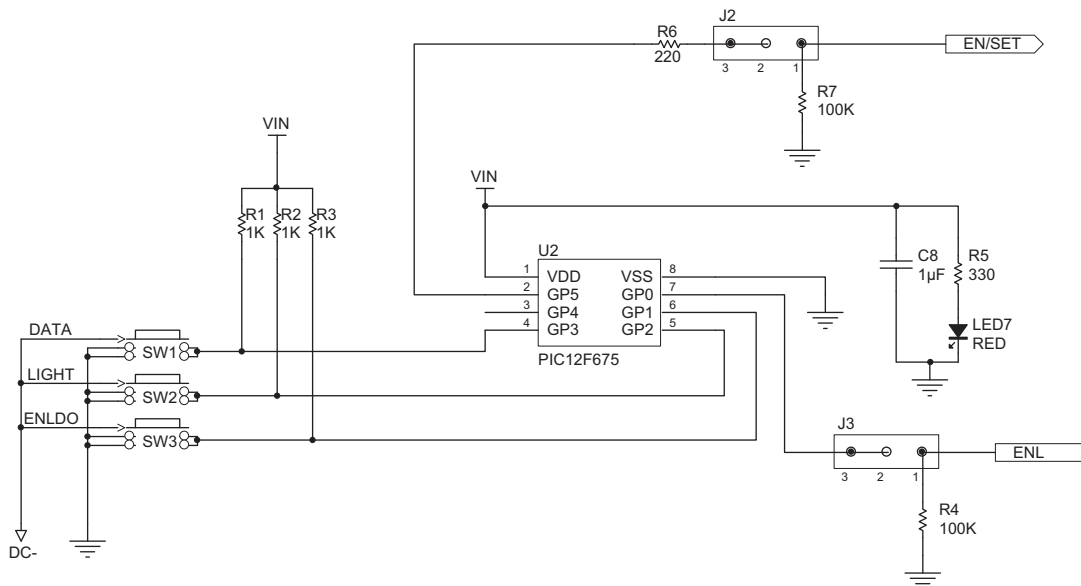 J2
R6
220
3 2 1
EN/SET
R7
100K
VIN
VIN
R1
1K
R2
1K
R3
1K
U2
1 VDD VSS 8
2 GP5 GP0 7
3 GP4 GP1 6
4 GP3 GP2 5
PIC12F675
C8
1µF
R5
330
LED7
RED
DATA
SW1
LIGHT
SW2
ENLDO
SW3
J3
3 2 1
ENL
R4
100K
DC-